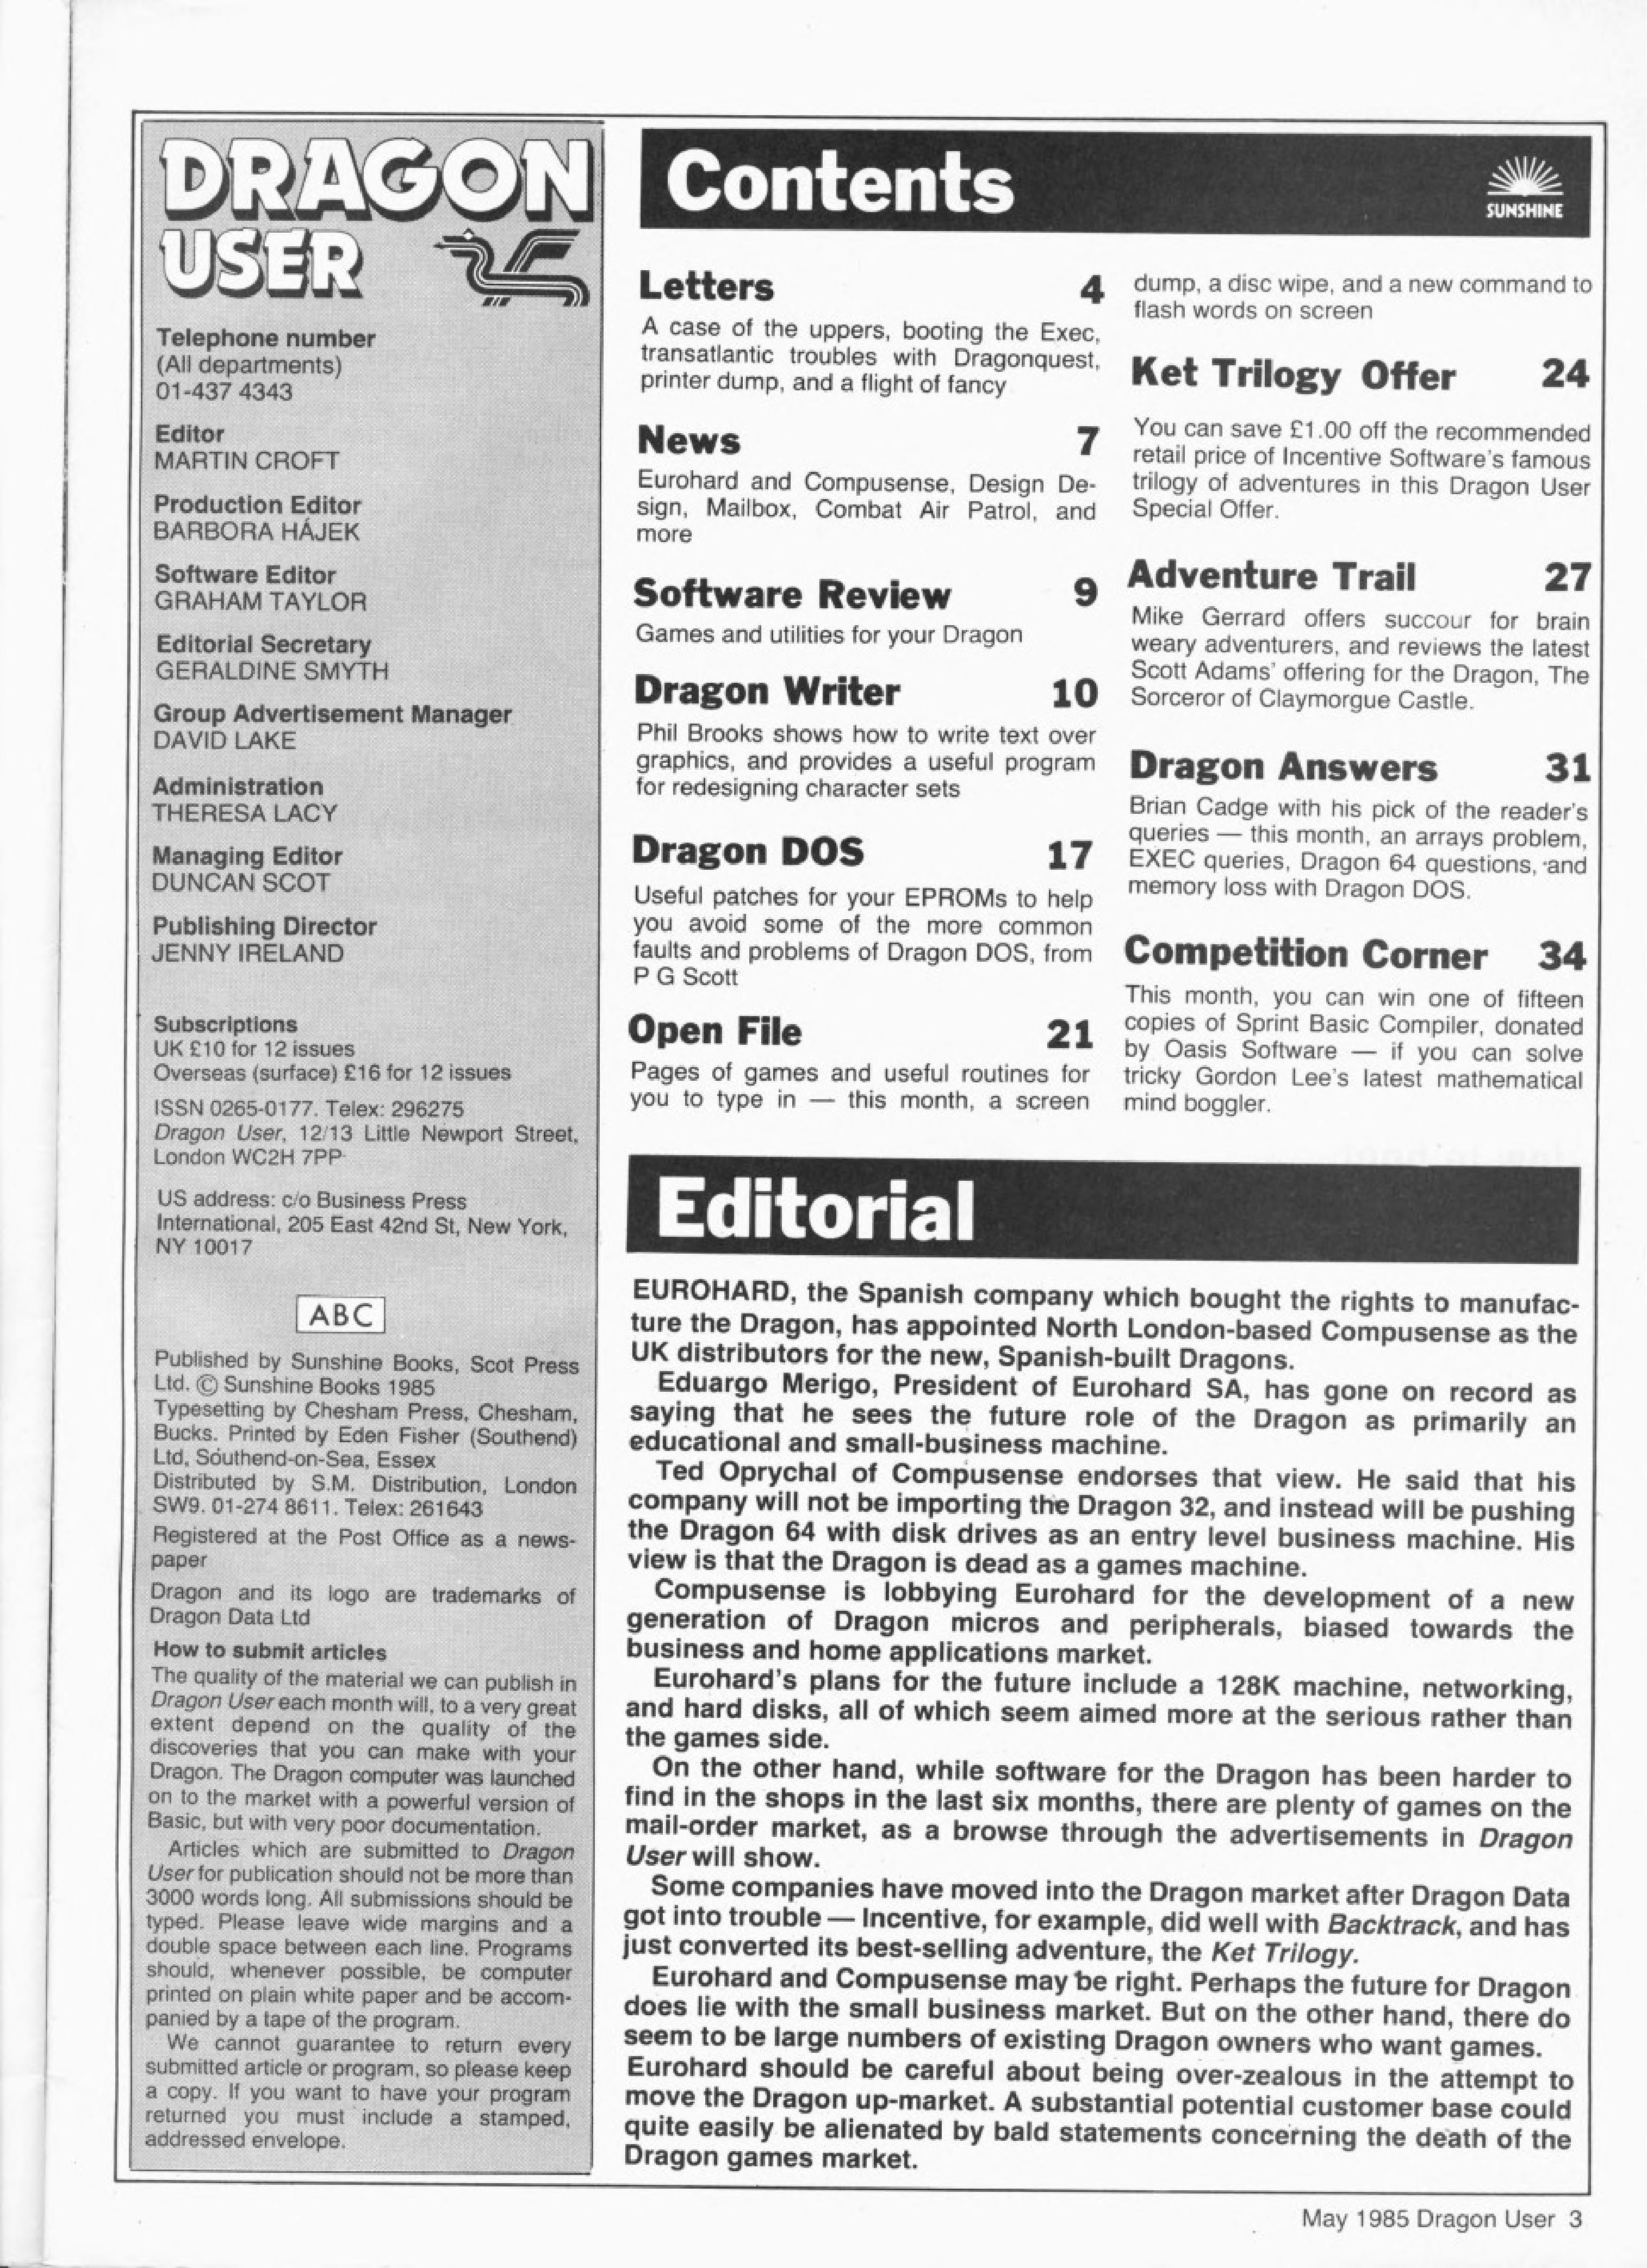 DRAGON
USER
Telephone number
(All departments)
01-437 4343
Editor
MARTIN CROFT
Production Editor
BARBORA HÁJEK
Software Editor
GRAHAM TAYLOR
Editorial Secretary
GERALDINE SMYTH
Group Advertisement Manager
DAVID LAKE
Administration
THERESA LACY
Managing Editor
DUNCAN SCOT
Publishing Director
JENNY IRELAND
Subscriptions
UK £10 for 12 issues
Overseas (surface) £16 for 12 issues
ISSN 0265-0177. Telex: 296275
Dragon User, 12/13 Little Newport Street,
London WC2H 7PP
US address: c/o Business Press
International, 205 East 42nd St, New York,
NY 10017
ABC
Published by Sunshine Books, Scot Press
Ltd. © Sunshine Books 1985
Typesetting by Chesham Press, Chesham,
Bucks. Printed by Eden Fisher (Southend)
Ltd, Southend-on-Sea, Essex
Distributed by S.M. Distribution, London
SW9. 01-274 8611. Telex: 261643
Registered at the Post Office as a news-
paper
Dragon and its logo are trademarks of
Dragon Data Ltd
How to submit articles
The quality of the material we can publish in
Dragon User each month will, to a very great
extent depend on the quality of the
discoveries that you can make with your
Dragon. The Dragon computer was launched
on to the market with a powerful version of
Basic, but with very poor documentation.
Articles which are submitted to Dragon
User for publication should not be more than
3000 words long. All submissions should be
typed. Please leave wide margins and a
double space between each line. Programs
should, whenever possible, be computer
printed on plain white paper and be accom-
panied by a tape of the program.
We cannot guarantee to return every
submitted article or program, so please keep
a copy. If you want to have your program
returned you must include a stamped,
addressed envelope.
Contents
SUNSHINE
Letters 4
A case of the uppers, booting the Exec,
transatlantic troubles with Dragonquest,
printer dump, and a flight of fancy
News 7
Eurohard and Compusense, Design De-
sign, Mailbox, Combat Air Patrol, and
more
Software Review 9
Games and utilities for your Dragon
Dragon Writer 10
Phil Brooks shows how to write text over
graphics, and provides a useful program
for redesigning character sets
Dragon DOS 17
Useful patches for your EPROMs to help
you avoid some of the more common
faults and problems of Dragon DOS, from
P G Scott
Open File 21
Pages of games and useful routines for
you to type in — this month, a screen
dump, a disc wipe, and a new command to
flash words on screen
Ket Trilogy Offer 24
You can save £1.00 off the recommended
retail price of Incentive Software's famous
trilogy of adventures in this Dragon User
Special Offer.
Adventure Trail 27
Mike Gerrard offers succour for brain
weary adventurers, and reviews the latest
Scott Adams' offering for the Dragon, The
Sorceror of Claymorgue Castle.
Dragon Answers 31
Brian Cadge with his pick of the reader's
queries — this month, an arrays problem,
EXEC queries, Dragon 64 questions, and
memory loss with Dragon DOS.
Competition Corner 34
This month, you can win one of fifteen
copies of Sprint Basic Compiler, donated
by Oasis Software — if you can solve
tricky Gordon Lee's latest mathematical
mind boggler.
Editorial
EUROHARD, the Spanish company which bought the rights to manufac-
ture the Dragon, has appointed North London-based Compusense as the
UK distributors for the new, Spanish-built Dragons.
Eduargo Merigo, President of Eurohard SA, has gone on record as
saying that he sees the future role of the Dragon as primarily an
educational and small-business machine.
Ted Oprychal of Compusense endorses that view. He said that his
company will not be importing the Dragon 32, and instead will be pushing
the Dragon 64 with disk drives as an entry level business machine. His
view is that the Dragon is dead as a games machine.
Compusense is lobbying Eurohard for the development of a new
generation of Dragon micros and peripherals, biased towards the
business and home applications market.
Eurohard's plans for the future include a 128K machine, networking,
and hard disks, all of which seem aimed more at the serious rather than
the games side.
On the other hand, while software for the Dragon has been harder to
find in the shops in the last six months, there are plenty of games on the
mail-order market, as a browse through the advertisements in Dragon
User will show.
Some companies have moved into the Dragon market after Dragon Data
got into trouble — Incentive, for example, did well with Backtrack, and has
just converted its best-selling adventure, the Ket Trilogy.
Eurohard and Compusense may be right. Perhaps the future for Dragon
does lie with the small business market. But on the other hand, there do
seem to be large numbers of existing Dragon owners who want games.
Eurohard should be careful about being over-zealous in the attempt to
move the Dragon up-market. A substantial potential customer base could
quite easily be alienated by bald statements concerning the death of the
Dragon games market.
May 1985 Dragon User 3